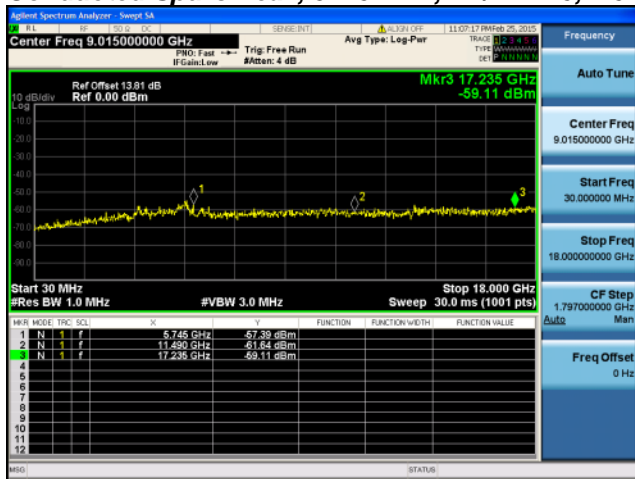 Agilent Spectrum Analyzer - Swept SA
RL RF 50 Ω DC SENSE:INT ALIGN OFF 11:07:17 PM Feb 25, 2015
Center Freq 9.015000000 GHz
PNO: Fast
IFGain:Low
Trig: Free Run
#Atten: 4 dB
Avg Type: Log-Pwr
TRACE 1 2 3 4 5 6
TYPE
DET P N N N N N
Frequency
Auto Tune
Center Freq
9.015000000 GHz
Start Freq
30.000000 MHz
Stop Freq
18.000000000 GHz
CF Step
1.797000000 GHz
Auto Man
Freq Offset
0 Hz
Mkr3 17.235 GHz
-59.11 dBm
Ref Offset 13.81 dB
10 dB/div Ref 0.00 dBm
Log
-10.0
-20.0
-30.0
-40.0
-50.0
-60.0
-70.0
-80.0
-90.0
1
2
3
Start 30 MHz Stop 18.000 GHz
#Res BW 1.0 MHz #VBW 3.0 MHz Sweep 30.0 ms (1001 pts)
MKR MODE TRC SCL X Y FUNCTION FUNCTION WIDTH FUNCTION VALUE
1 N 1 f 5.745 GHz -57.39 dBm
2 N 1 f 11.490 GHz -61.64 dBm
3 N 1 f 17.235 GHz -59.11 dBm
4
5
6
7
8
9
10
11
12
MSG STATUS